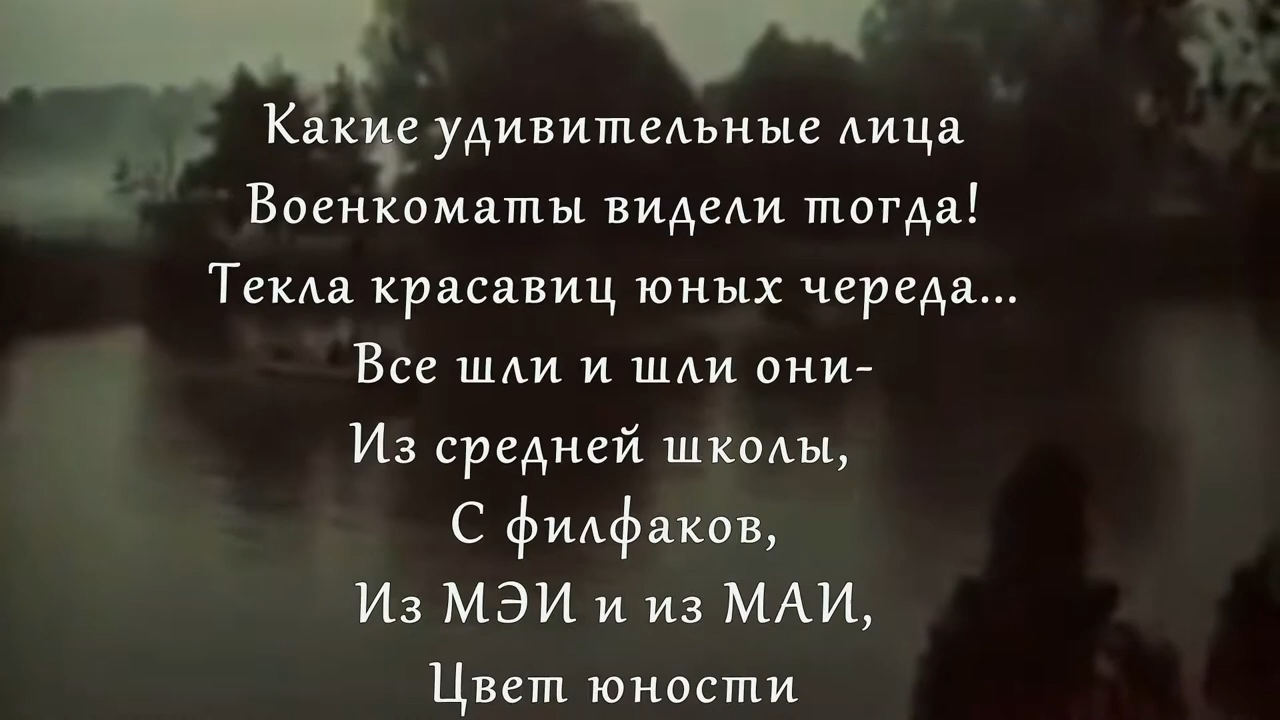 Какие удивительные лица
Военкоматы видели тогда!
Текла красавиц юных череда...
Все шли и шли они-
Из средней школы,
С филфаков,
Из МЭИ и из МАИ,
Цвет юности